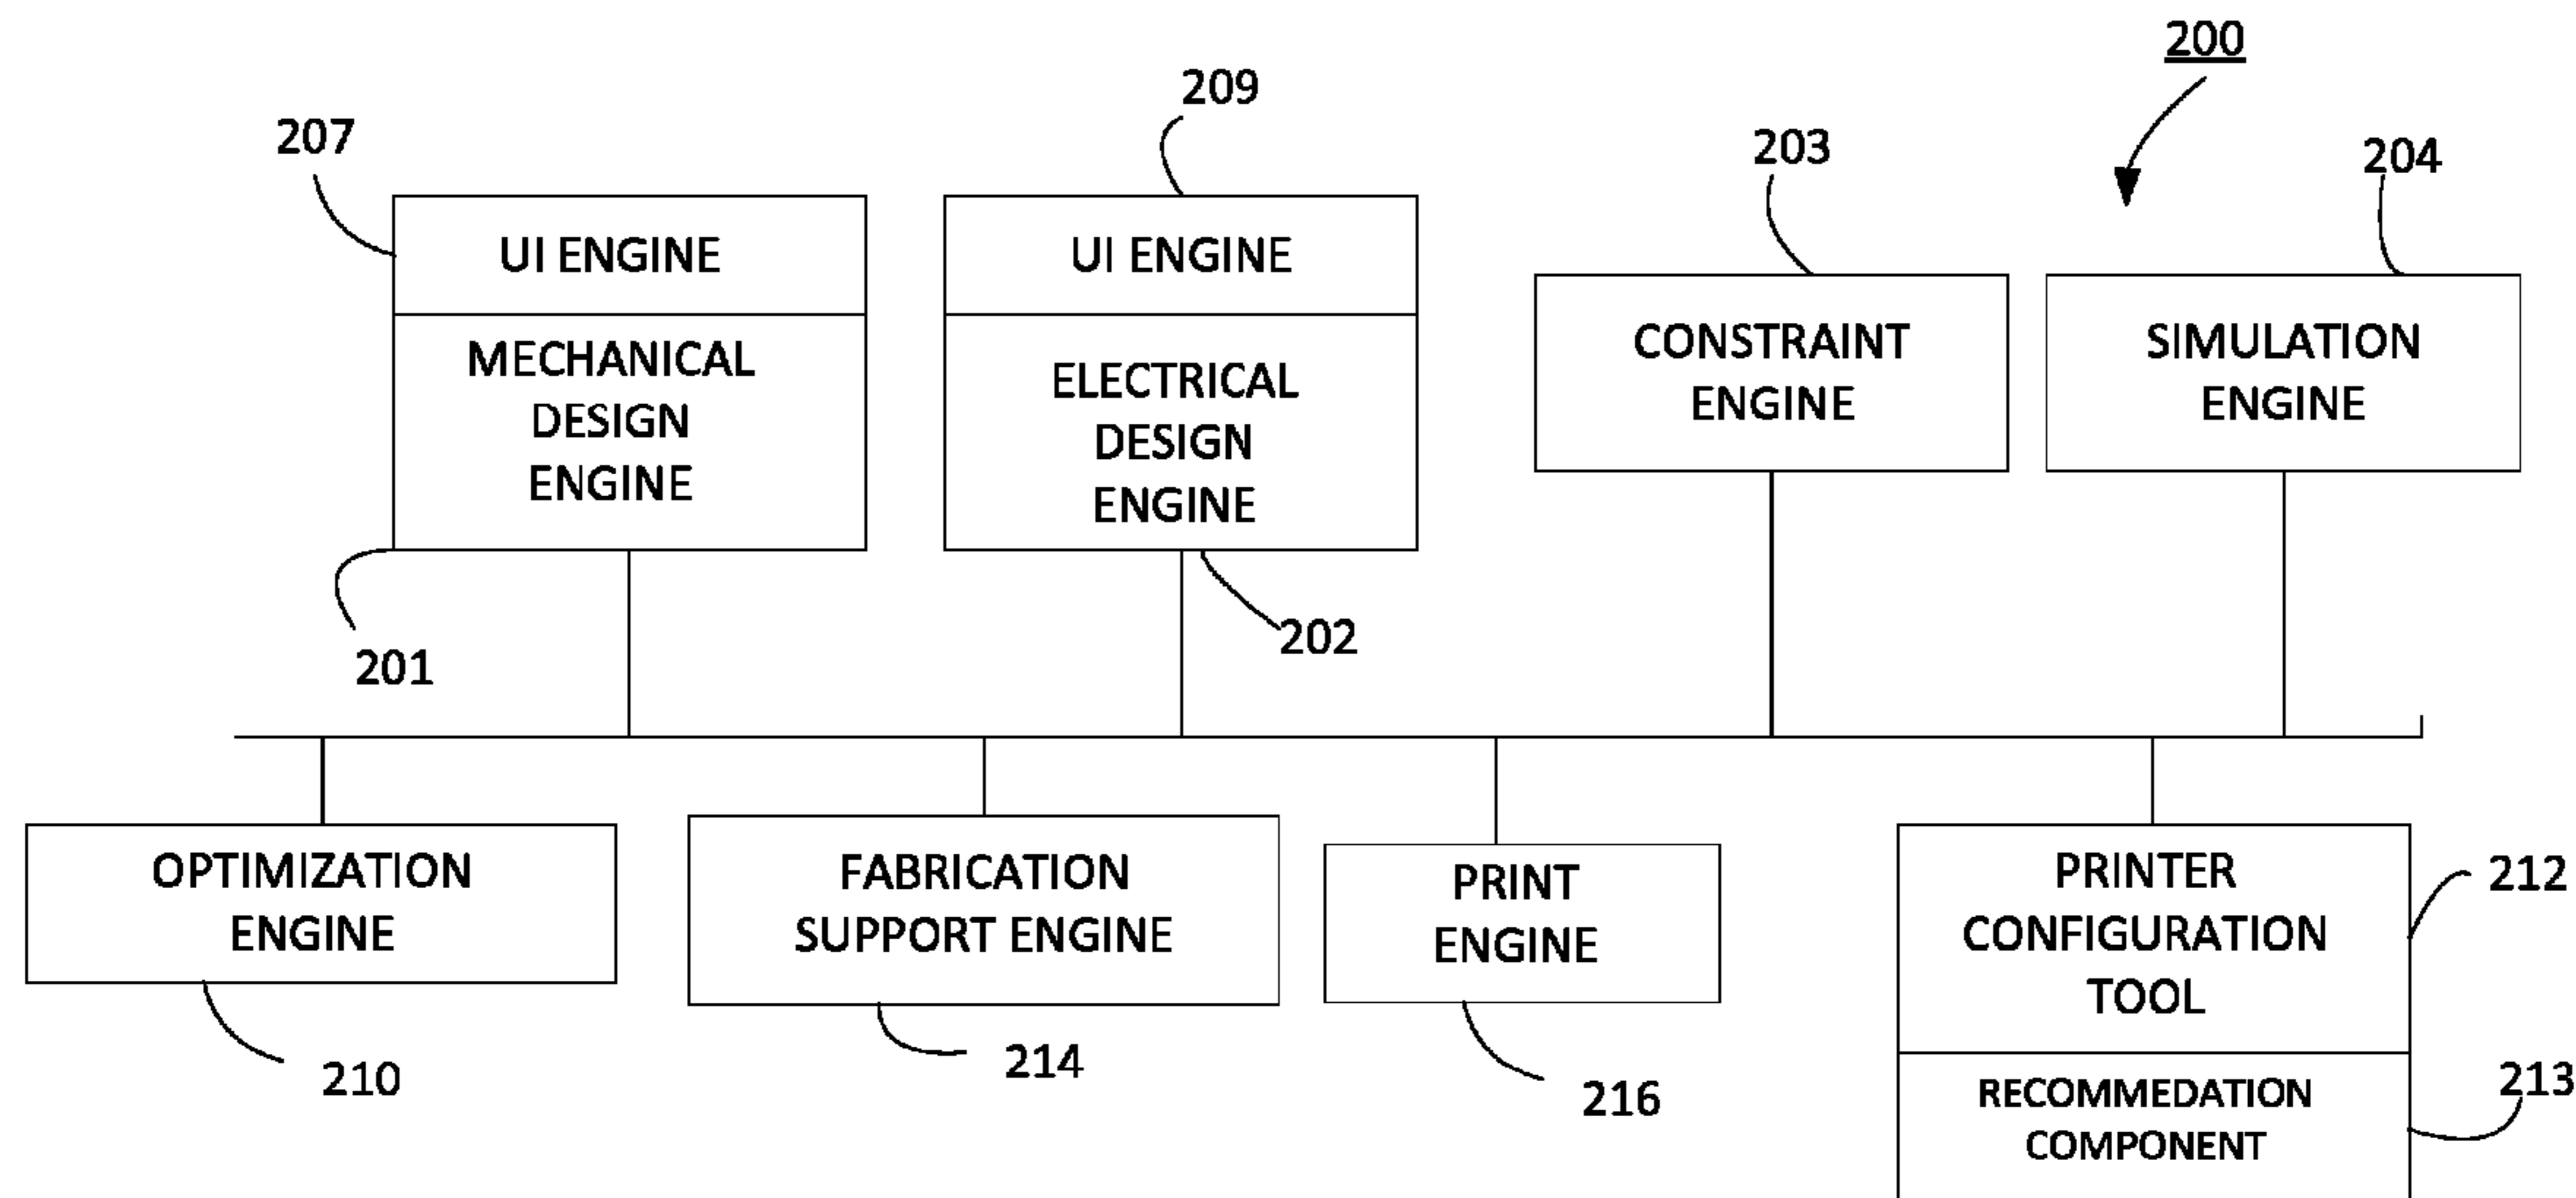 200
209
207
203
204
UI ENGINE
MECHANICAL
DESIGN
ENGINE
UI ENGINE
ELECTRICAL
DESIGN
ENGINE
CONSTRAINT
ENGINE
SIMULATION
ENGINE
201
202
OPTIMIZATION
ENGINE
210
FABRICATION
SUPPORT ENGINE
214
PRINT
ENGINE
216
PRINTER
CONFIGURATION
TOOL
212
RECOMMEDATION
COMPONENT
213